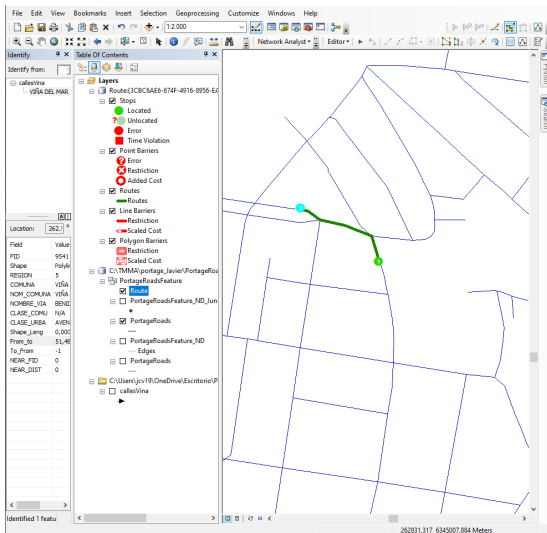 File Edit View Bookmarks Insert Selection Geoprocessing Customize Windows Help
1:2.000
Network Analyst Editor
Identify
Identify from:
callesVina
VIÑA DEL MAR
Location: 262.
Field Value
FID 9541
Shape Polyli
REGION 5
COMUNA VIÑA
NOM_COMUNA VIÑA
NOMBRE_VIA BENID
CLASE_COMU N/A
CLASE_URBA AVEN
Shape_Leng 0,000
From_to 51,48
To_From -1
NEAR_FID 0
NEAR_DIST 0
Identified 1 featu
Table Of Contents
Layers
Route:{3CBC6AE6-674F-4916-8956-EA
Stops
Located
Unlocated
Error
Time Violation
Point Barriers
Error
Restriction
Added Cost
Routes
Routes
Line Barriers
Restriction
Scaled Cost
Polygon Barriers
Restriction
Scaled Cost
C:\TMMA\portage_Javier\PortageRoa
PortageRoadsFeature
Route
PortageRoadsFeature_ND_Jun
PortageRoads
PortageRoadsFeature_ND
Edges
PortageRoads
C:\Users\jcv19\OneDrive\Escritorio\P
callesVina
1
262831,317 6345007,884 Meters